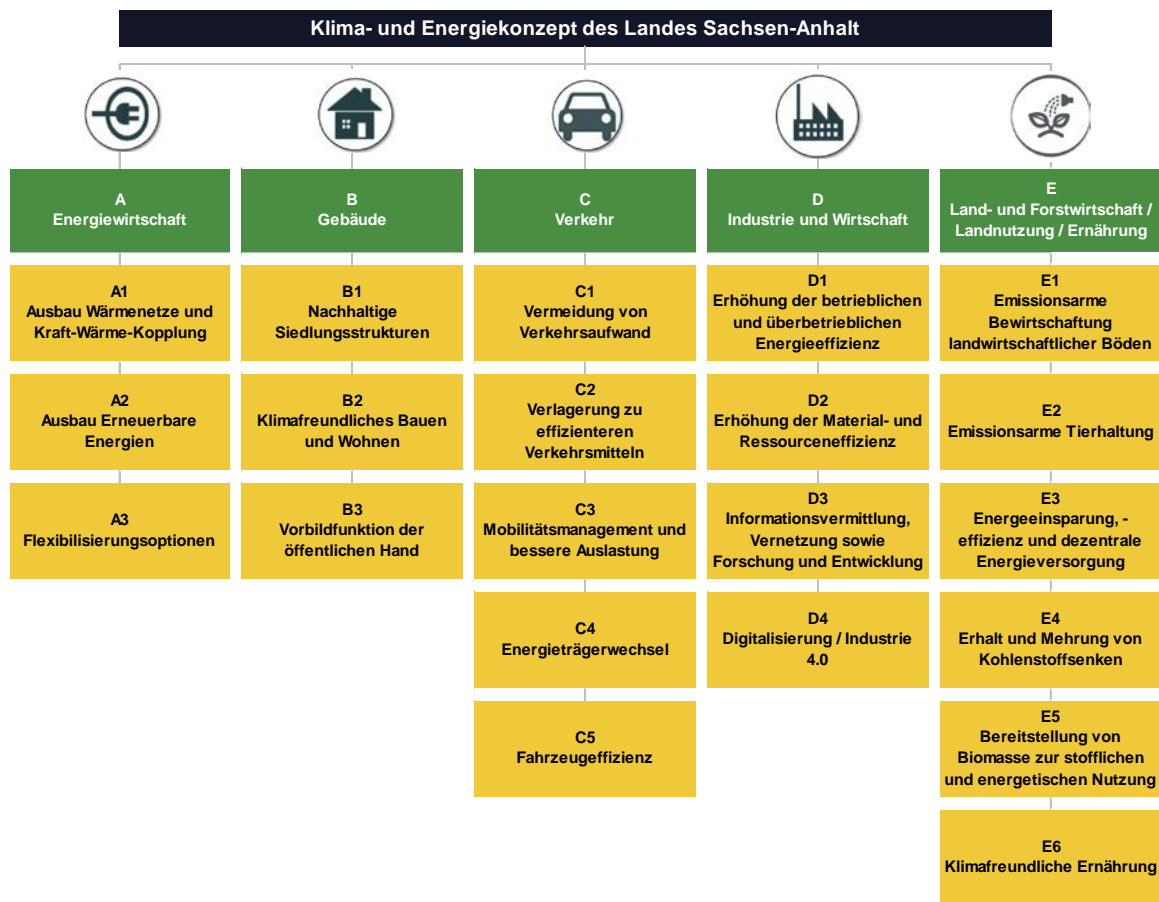 Klima- und Energiekonzept des Landes Sachsen-Anhalt
A
Energiewirtschaft
A1
Ausbau Wärmenetze und
Kraft-Wärme-Kopplung
A2
Ausbau Erneuerbare
Energien
A3
Flexibilisierungsoptionen
B
Gebäude
B1
Nachhaltige
Siedlungsstrukturen
B2
Klimafreundliches Bauen
und Wohnen
B3
Vorbildfunktion der
öffentlichen Hand
C
Verkehr
C1
Vermeidung von
Verkehrsaufwand
C2
Verlagerung zu
effizienteren
Verkehrsmitteln
C3
Mobilitätsmanagement und
bessere Auslastung
C4
Energieträgerwechsel
C5
Fahrzeugeffizienz
D
Industrie und Wirtschaft
D1
Erhöhung der betrieblichen
und überbetrieblichen
Energieeffizienz
D2
Erhöhung der Material- und
Ressourceneffizienz
D3
Informationsvermittlung,
Vernetzung sowie
Forschung und Entwicklung
D4
Digitalisierung / Industrie
4.0
E
Land- und Forstwirtschaft /
Landnutzung / Ernährung
E1
Emissionsarme
Bewirtschaftung
landwirtschaftlicher Böden
E2
Emissionsarme Tierhaltung
E3
Energeeinsparung, -
effizienz und dezentrale
Energieversorgung
E4
Erhalt und Mehrung von
Kohlenstoffsenken
E5
Bereitstellung von
Biomasse zur stofflichen
und energetischen Nutzung
E6
Klimafreundliche Ernährung